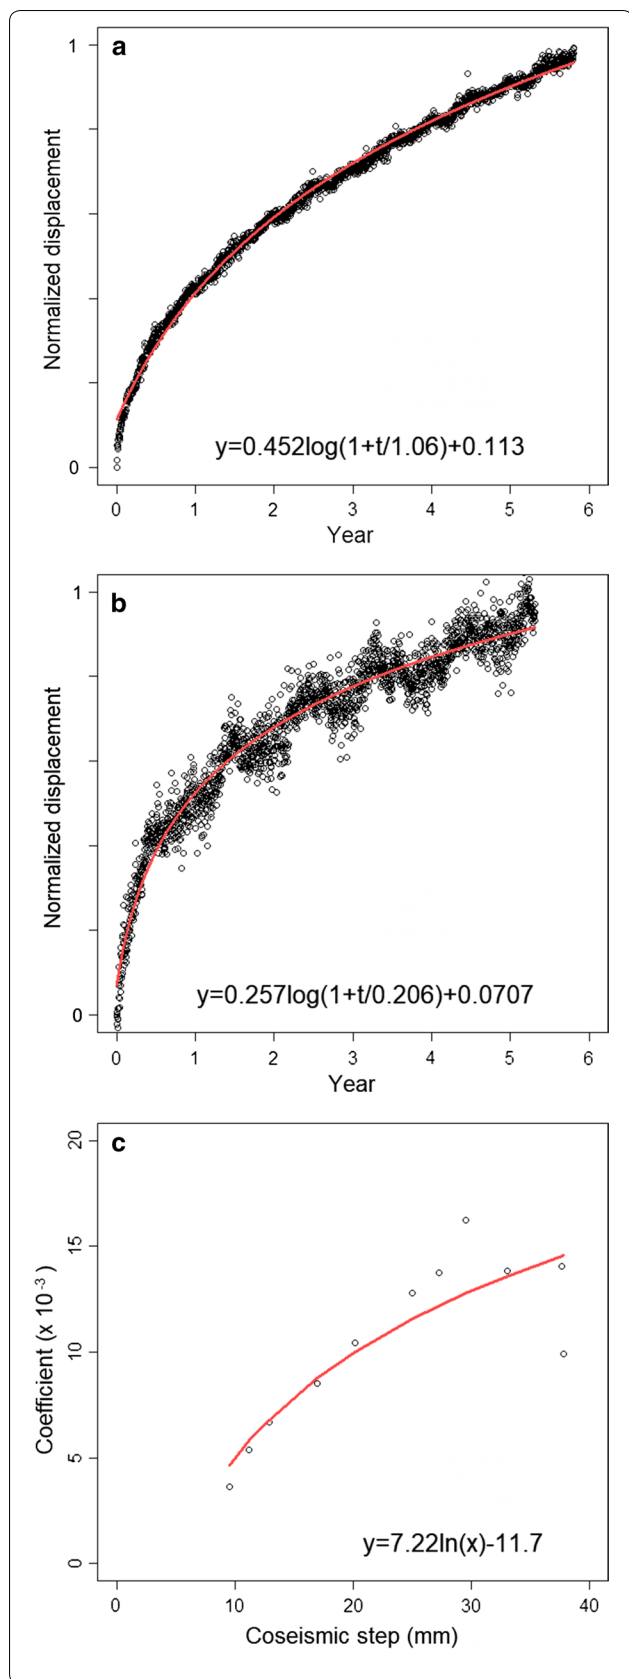 a
1
Normalized displacement
0
y=0.452log(1+t/1.06)+0.113
0 1 2 3 4 5 6
Year
b
1
Normalized displacement
0
y=0.257log(1+t/0.206)+0.0707
0 1 2 3 4 5 6
Year
c
20
15
Coefficient (x 10⁻³)
10
5
0
y=7.22ln(x)-11.7
0 10 20 30 40
Coseismic step (mm)